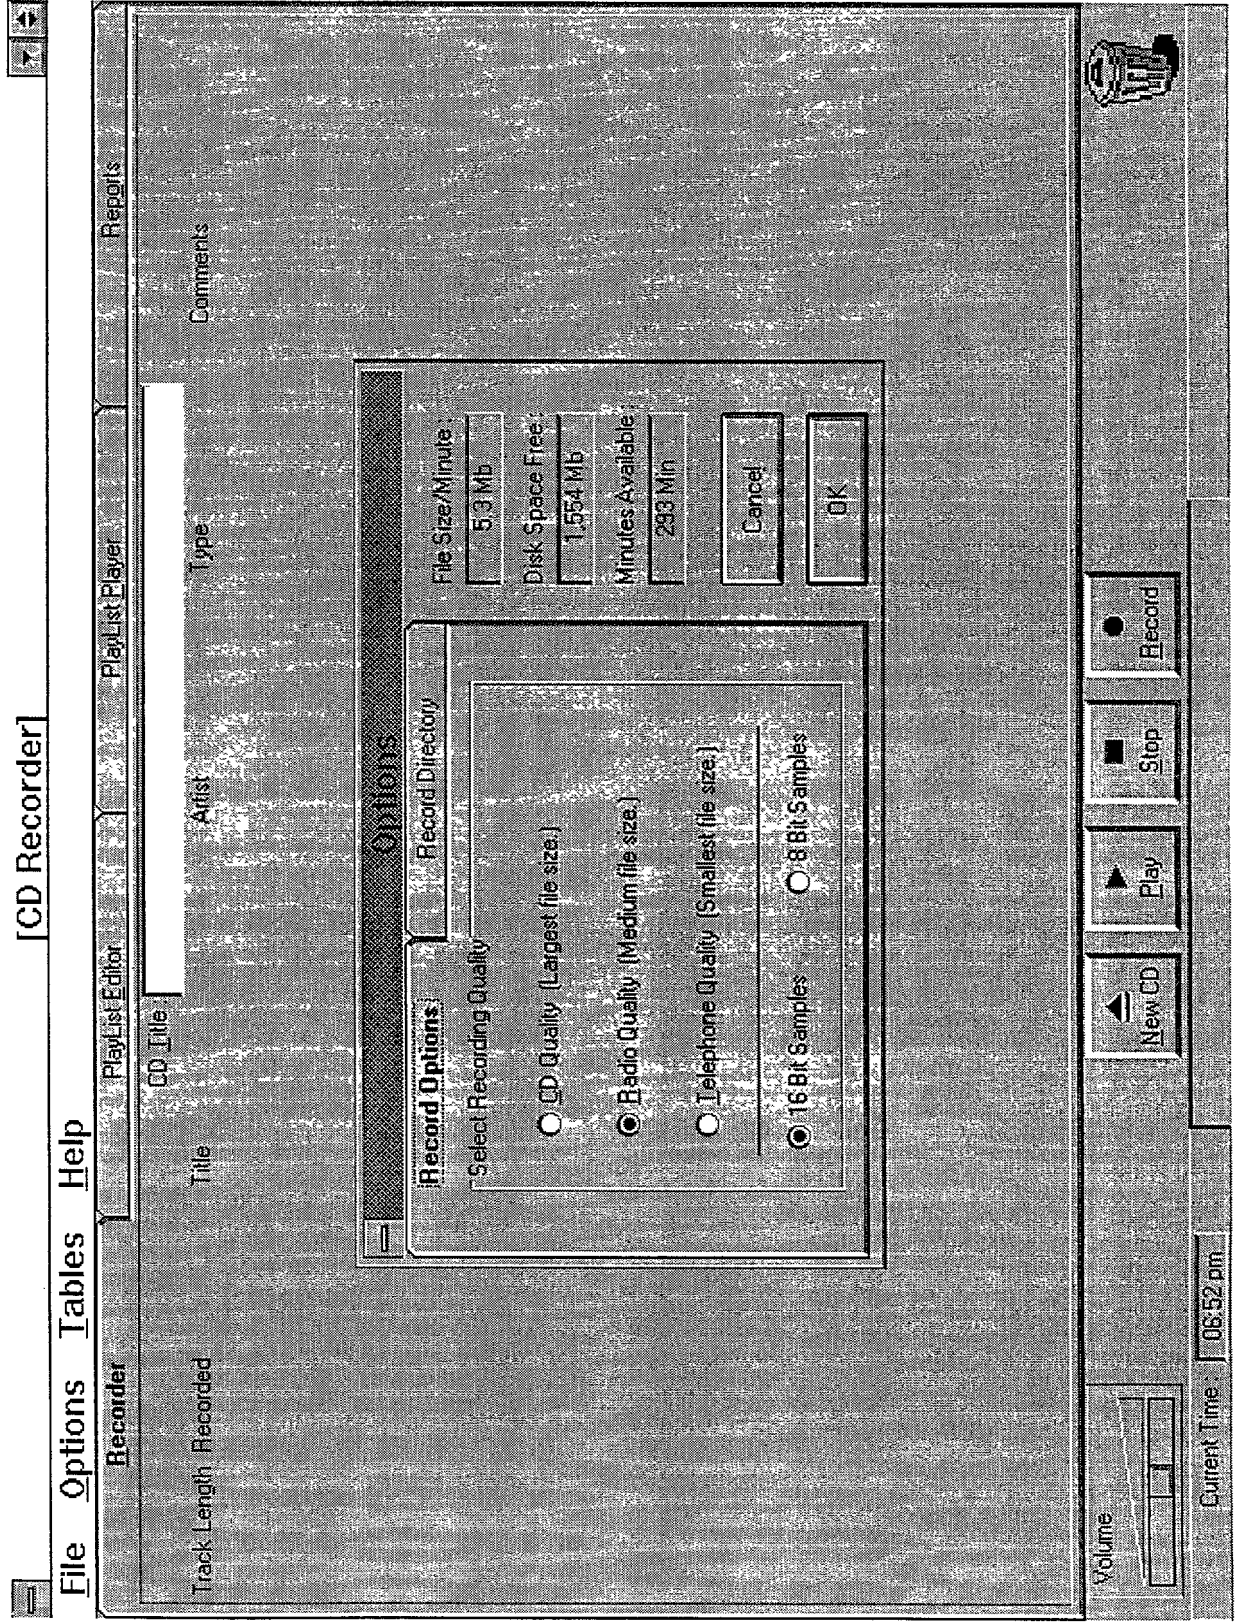 [CD Recorder]
File Options Tables Help
Recorder PlayList Editor PlayList Player Reports
CD Title :
Track Length Recorded Title Artist Type Comments
Options
Record Options Record Directory
Select Recording Quality
CD Quality (Largest file size.)
Radio Quality (Medium file size.)
Telephone Quality (Smallest file size.)
16 Bit Samples 8 Bit Samples
File Size/Minute :
5.3 Mb
Disk Space Free :
1,554 Mb
Minutes Available :
293 Min
Cancel
OK
Volume
New CD Play Stop Record
Current Time : 06:52 pm